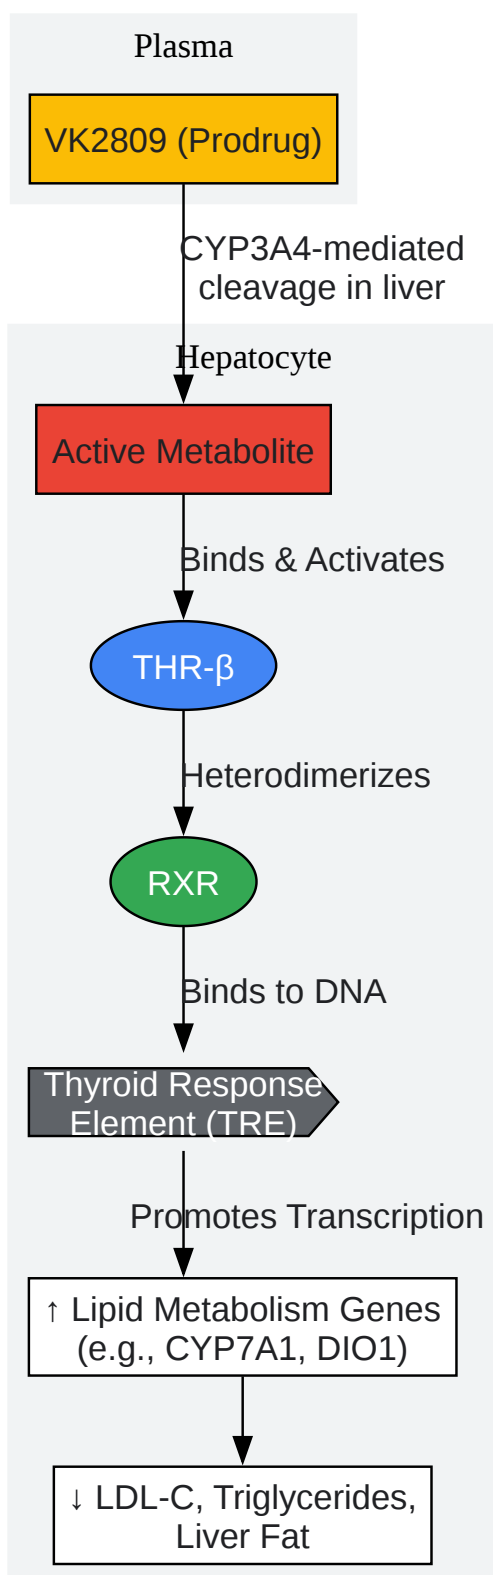 Plasma
VK2809 (Prodrug)
CYP3A4-mediated
cleavage in liver
Hepatocyte
Active Metabolite
Binds & Activates
THR-β
Heterodimerizes
RXR
Binds to DNA
Thyroid Response
Element (TRE)
Promotes Transcription
↑ Lipid Metabolism Genes
(e.g., CYP7A1, DIO1)
↓ LDL-C, Triglycerides,
Liver Fat